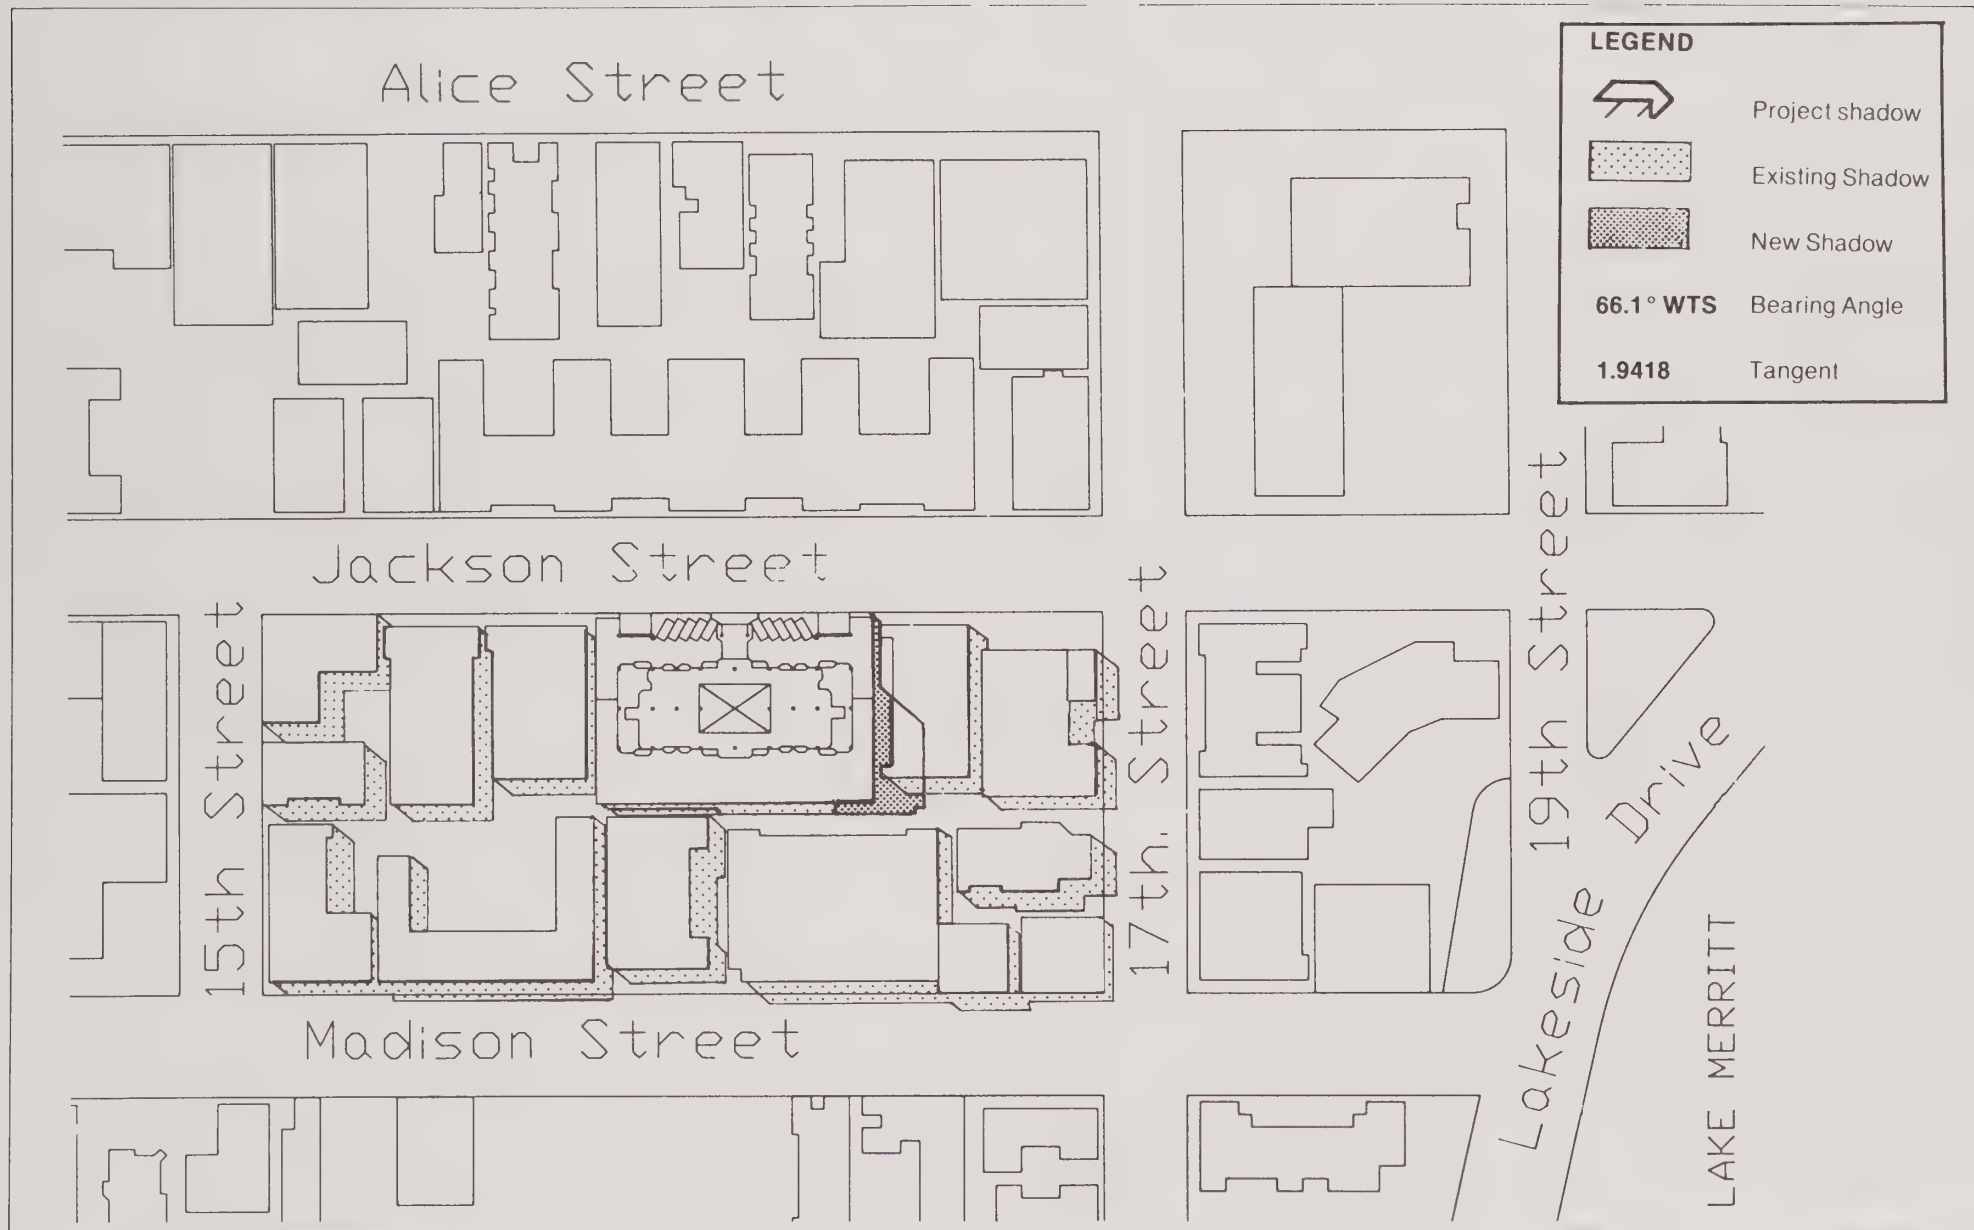 Alice Street
LEGEND
Project shadow
Existing Shadow
New Shadow
66.1° WTS Bearing Angle
1.9418 Tangent
Jackson Street
15th Street
17th. Street
19th Street
Madison Street
Lakeside Drive
LAKE MERRITT